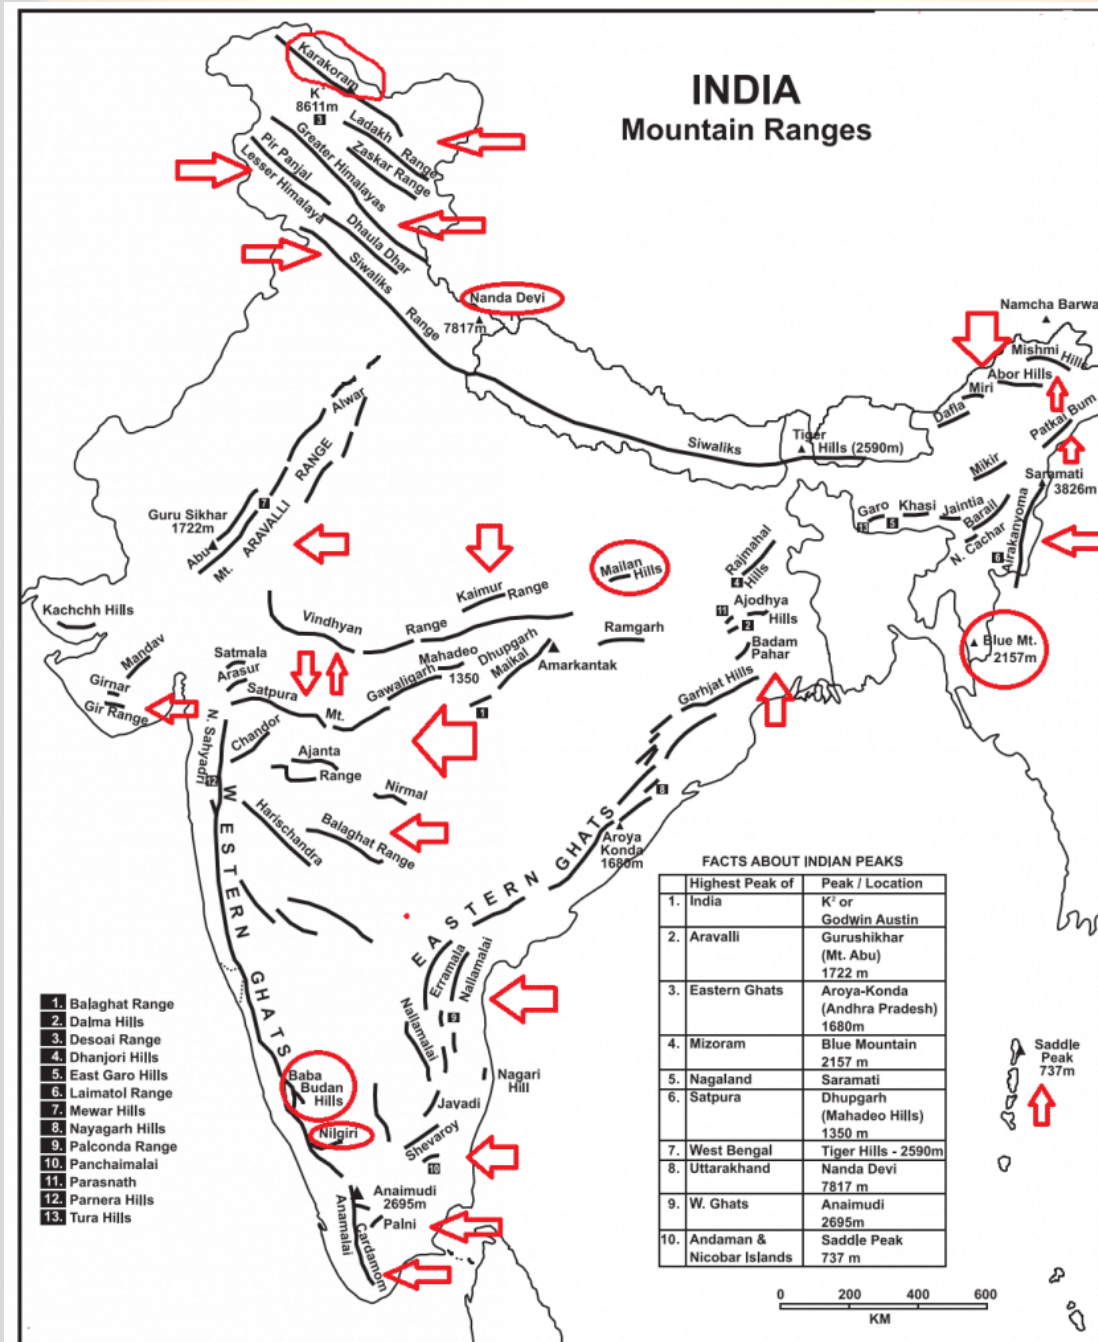 INDIA
Mountain Ranges
Karakoram
K²
8611m
3
Ladakh Range
Zaskar Range
Greater Himalayas
Pir Panjal
Lesser Himalaya
Dhaula Dhar
Siwaliks Range
Nanda Devi
7817m
Namcha Barwa
Mishmi Hills
Abor Hills
Miri
Dafla
Patkai Bum
Siwaliks
Tiger
Hills (2590m)
Mikir
Saramati
3826m
Garo
Khasi
Jaintia
Barail
N. Cachar
Airakanyoma
13
5
6
Alwar
ARAVALLI RANGE
7
Guru Sikhar
1722m
Mt. Abu
Kachchh Hills
Mandav
Girnar
Gir Range
Vindhyan Range
Kaimur Range
Mailan
Hills
Rajmahal
Hills
4
Ajodhya
Hills
11
2
Badam
Pahar
Ramgarh
Amarkantak
Satmala
Arasur
Satpura Mt.
Gawaligarh
Mahadeo
1350
Dhupgarh
Maikal
1
Garhjat Hills
Blue Mt.
2157m
N. Sahyadri
12
Chandor
Ajanta
Range
Nirmal
Harischandra
Balaghat Range
8
Aroya
Konda
1680m
WESTERN GHATS
EASTERN GHATS
Erramala
Nallamalai
Nallamalai
9
Nagari
Hill
Javadi
Shevaroy
10
Baba
Budan
Hills
Nilgiri
Anaimudi
2695m
Palni
Anamalai
Cardamom
Saddle
Peak
737m
1. Balaghat Range
2. Dalma Hills
3. Desoai Range
4. Dhanjori Hills
5. East Garo Hills
6. Laimatol Range
7. Mewar Hills
8. Nayagarh Hills
9. Palconda Range
10. Panchaimalai
11. Parasnath
12. Parnera Hills
13. Tura Hills
FACTS ABOUT INDIAN PEAKS
Highest Peak of Peak / Location
1. India K² or
Godwin Austin
2. Aravalli Gurushikhar
(Mt. Abu)
1722 m
3. Eastern Ghats Aroya-Konda
(Andhra Pradesh)
1680m
4. Mizoram Blue Mountain
2157 m
5. Nagaland Saramati
6. Satpura Dhupgarh
(Mahadeo Hills)
1350 m
7. West Bengal Tiger Hills - 2590m
8. Uttarakhand Nanda Devi
7817 m
9. W. Ghats Anaimudi
2695m
10. Andaman & Saddle Peak
Nicobar Islands 737 m
0 200 400 600
KM